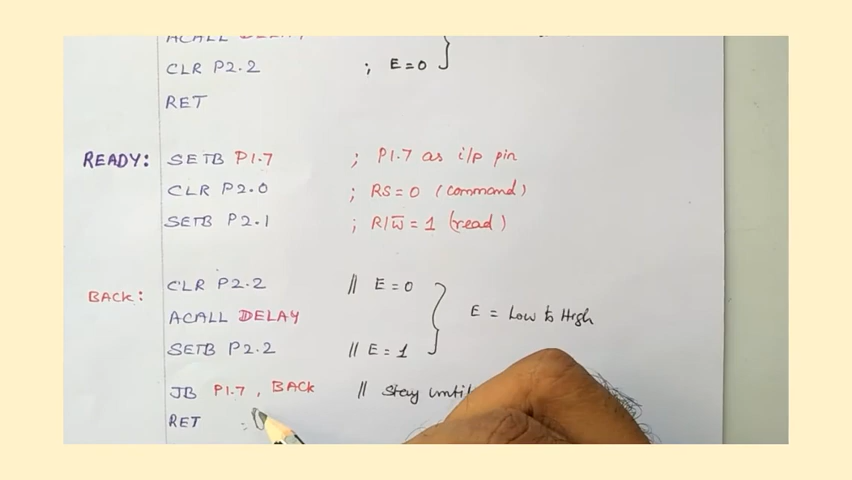 ACALL DELAY
CLR P2.2 ; E=0
RET
READY: SETB P1.7 ; P1.7 as i/p pin
CLR P2.0 ; RS=0 (command)
SETB P2.1 ; R/W̅ = 1 (read)
BACK: CLR P2.2 // E=0
ACALL DELAY E = Low to High
SETB P2.2 // E=1
JB P1.7, BACK // Stay until
RET ;